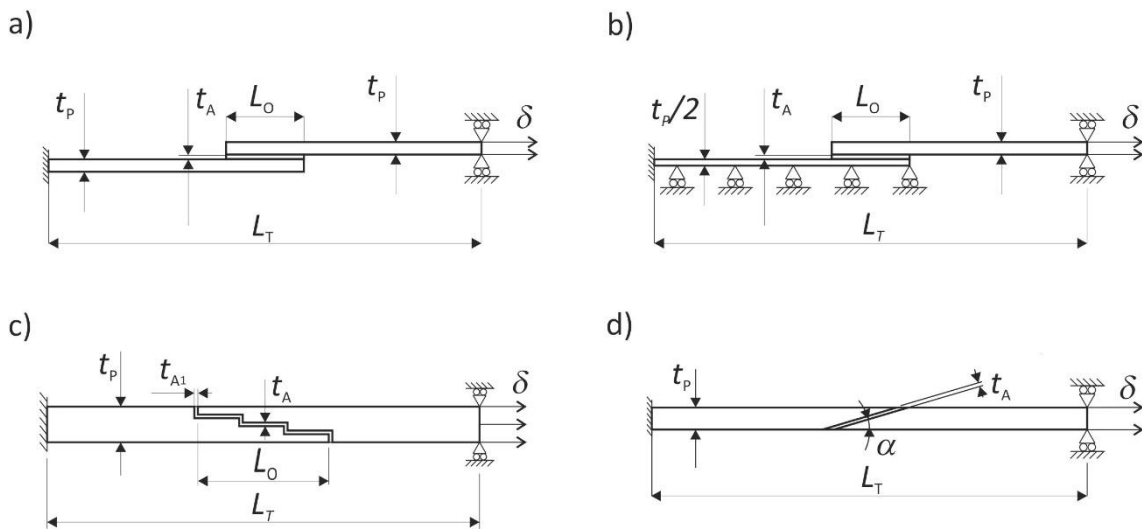 a)
t_P
t_A
L_O
t_P
δ
L_T
b)
t_P/2
t_A
L_O
t_P
δ
L_T
c)
t_P
t_A1
t_A
L_O
δ
L_T
d)
t_P
α
t_A
δ
L_T